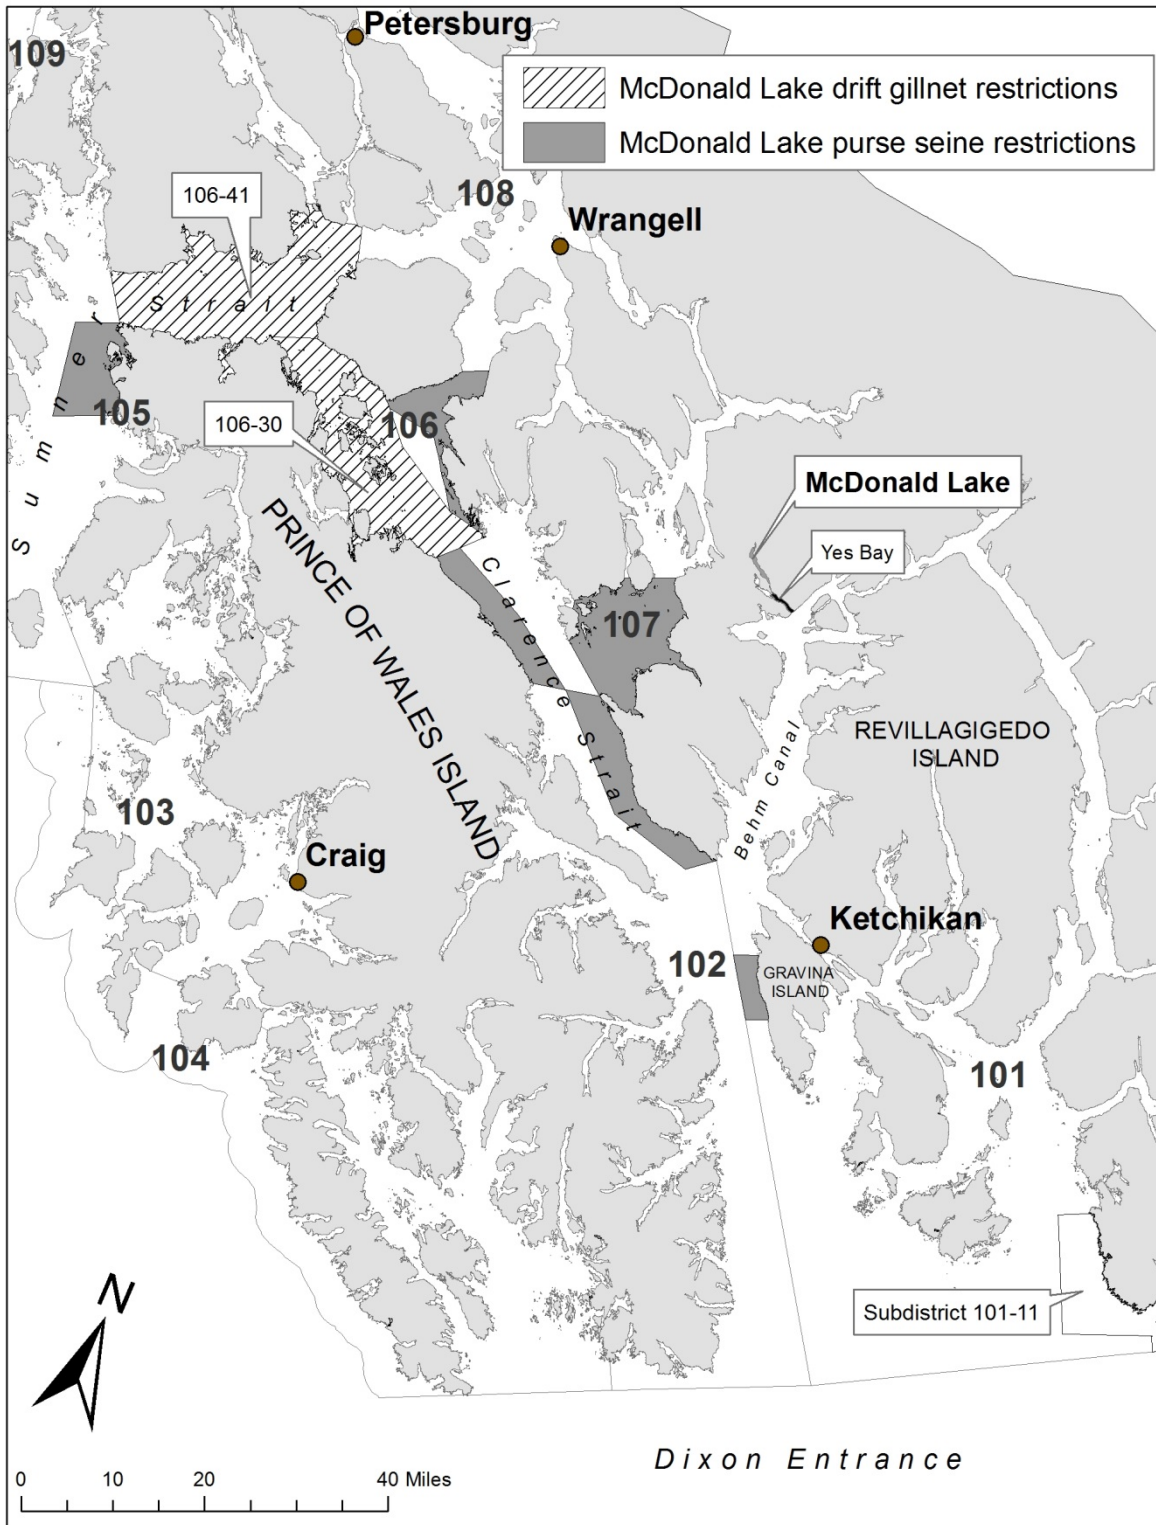 Petersburg
109
McDonald Lake drift gillnet restrictions
McDonald Lake purse seine restrictions
106-41
108
Wrangell
Sumner Strait
105
106
106-30
McDonald Lake
Yes Bay
PRINCE OF WALES ISLAND
Clarence Strait
107
Behm Canal
REVILLAGIGEDO
ISLAND
103
Craig
Ketchikan
102
GRAVINA
ISLAND
104
101
Subdistrict 101-11
N
Dixon Entrance
0 10 20 40 Miles